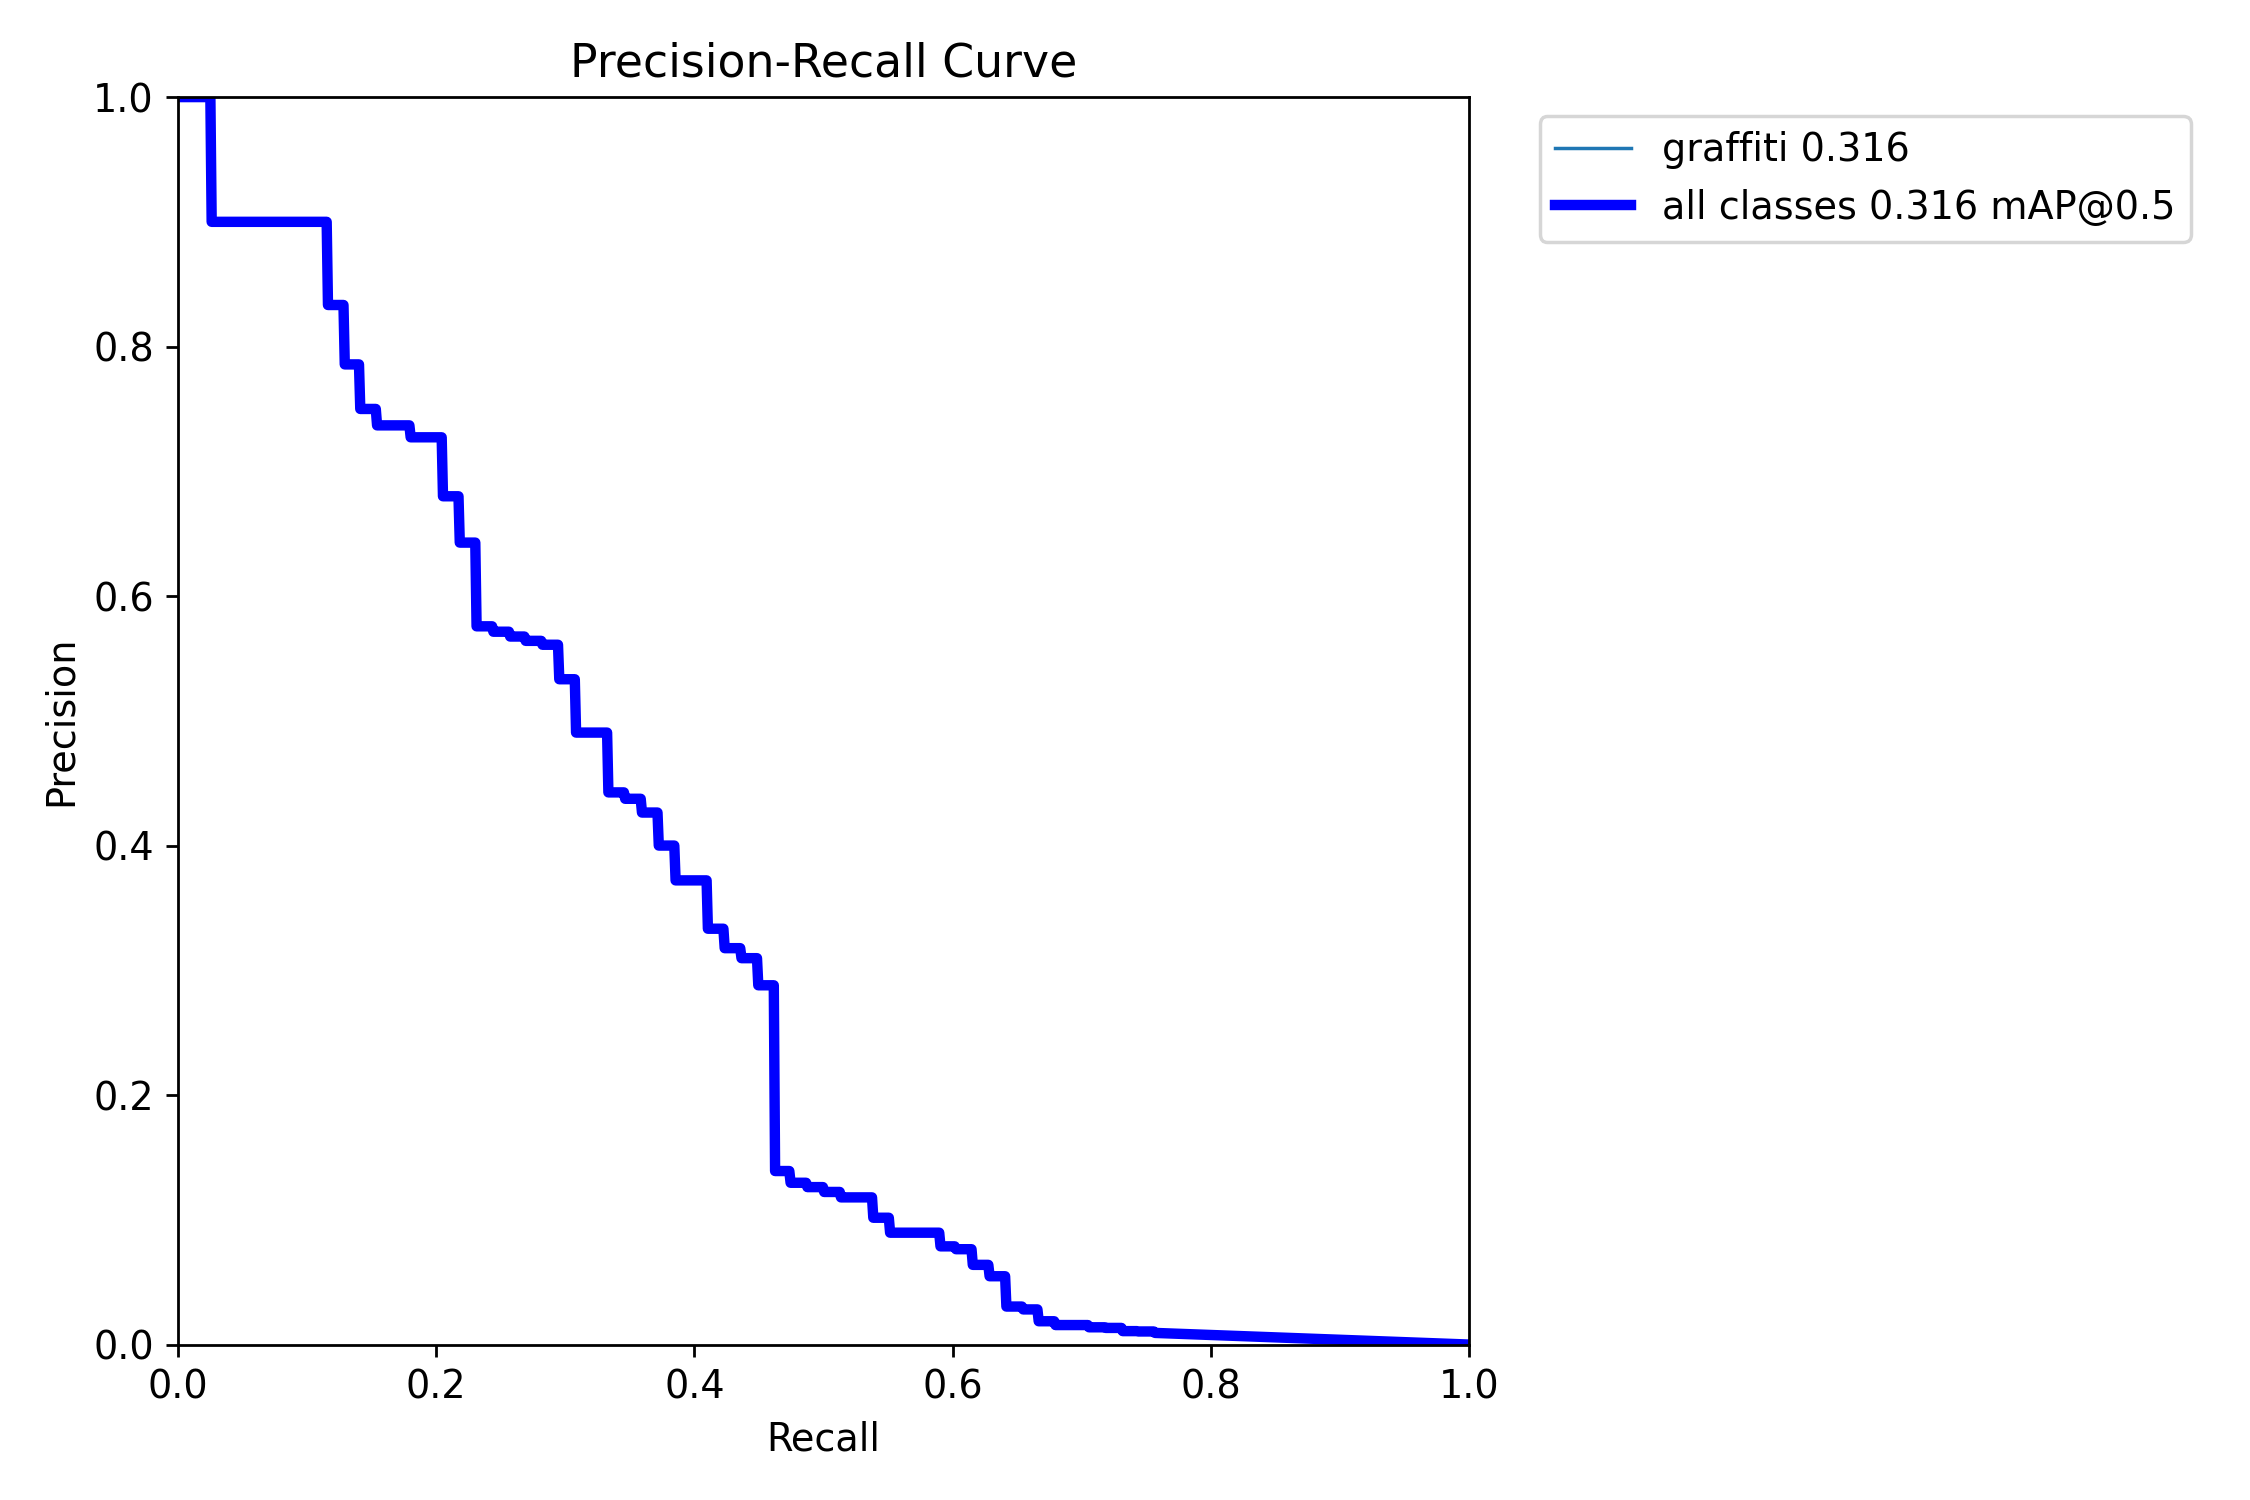 Precision-Recall Curve
1.0
0.8
0.6
0.4
0.2
0.0
Precision
0.0 0.2 0.4 0.6 0.8 1.0
Recall
graffiti 0.316
all classes 0.316 mAP@0.5